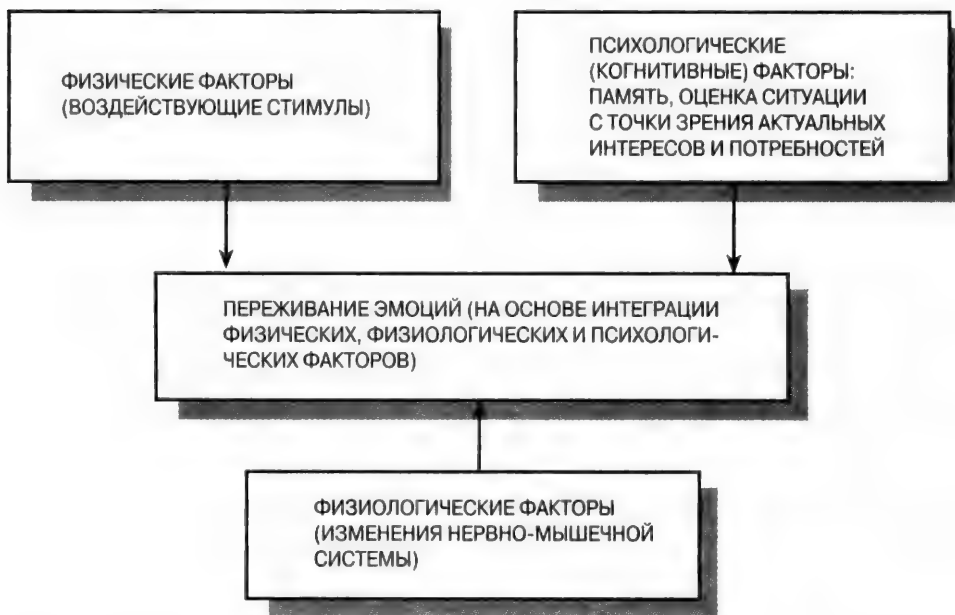 ФИЗИЧЕСКИЕ ФАКТОРЫ
(ВОЗДЕЙСТВУЮЩИЕ СТИМУЛЫ)
ПСИХОЛОГИЧЕСКИЕ
(КОГНИТИВНЫЕ) ФАКТОРЫ:
ПАМЯТЬ, ОЦЕНКА СИТУАЦИИ
С ТОЧКИ ЗРЕНИЯ АКТУАЛЬНЫХ
ИНТЕРЕСОВ И ПОТРЕБНОСТЕЙ
ПЕРЕЖИВАНИЕ ЭМОЦИЙ (НА ОСНОВЕ ИНТЕГРАЦИИ
ФИЗИЧЕСКИХ, ФИЗИОЛОГИЧЕСКИХ И ПСИХОЛОГИ-
ЧЕСКИХ ФАКТОРОВ)
ФИЗИОЛОГИЧЕСКИЕ ФАКТОРЫ
(ИЗМЕНЕНИЯ НЕРВНО-МЫШЕЧНОЙ
СИСТЕМЫ)